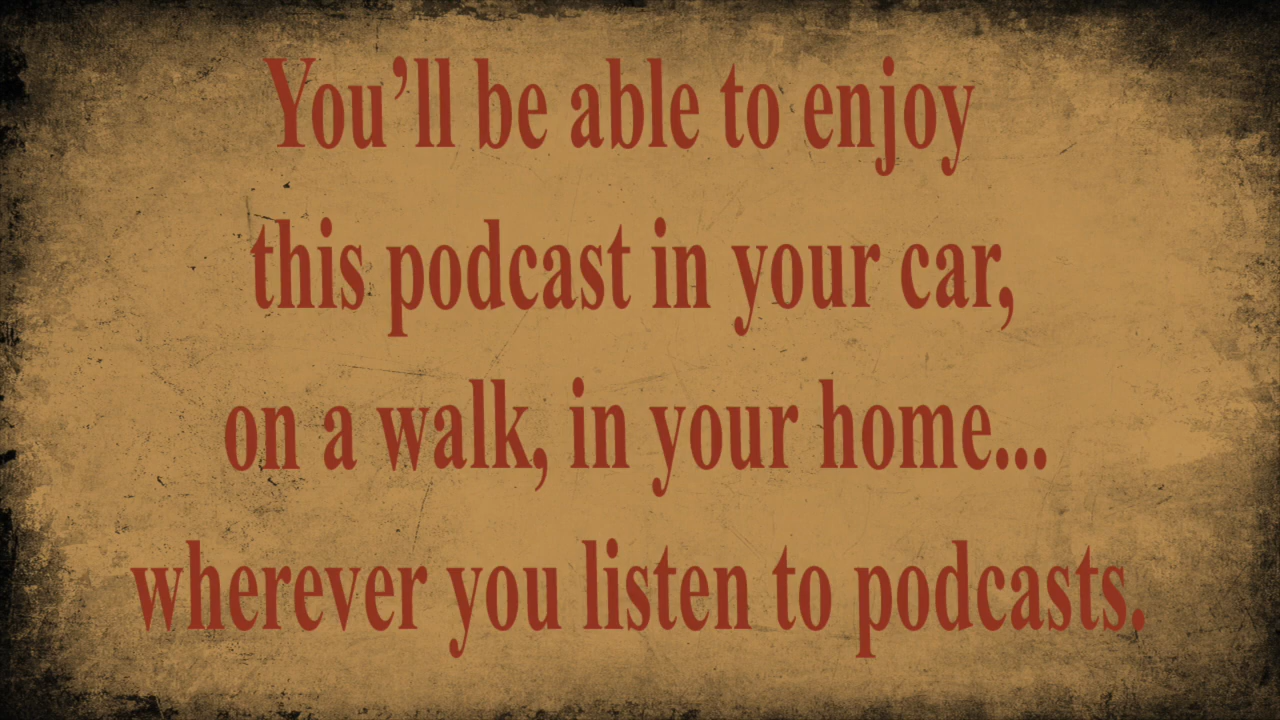 You’ll be able to enjoy
this podcast in your car,
on a walk, in your home...
wherever you listen to podcasts.